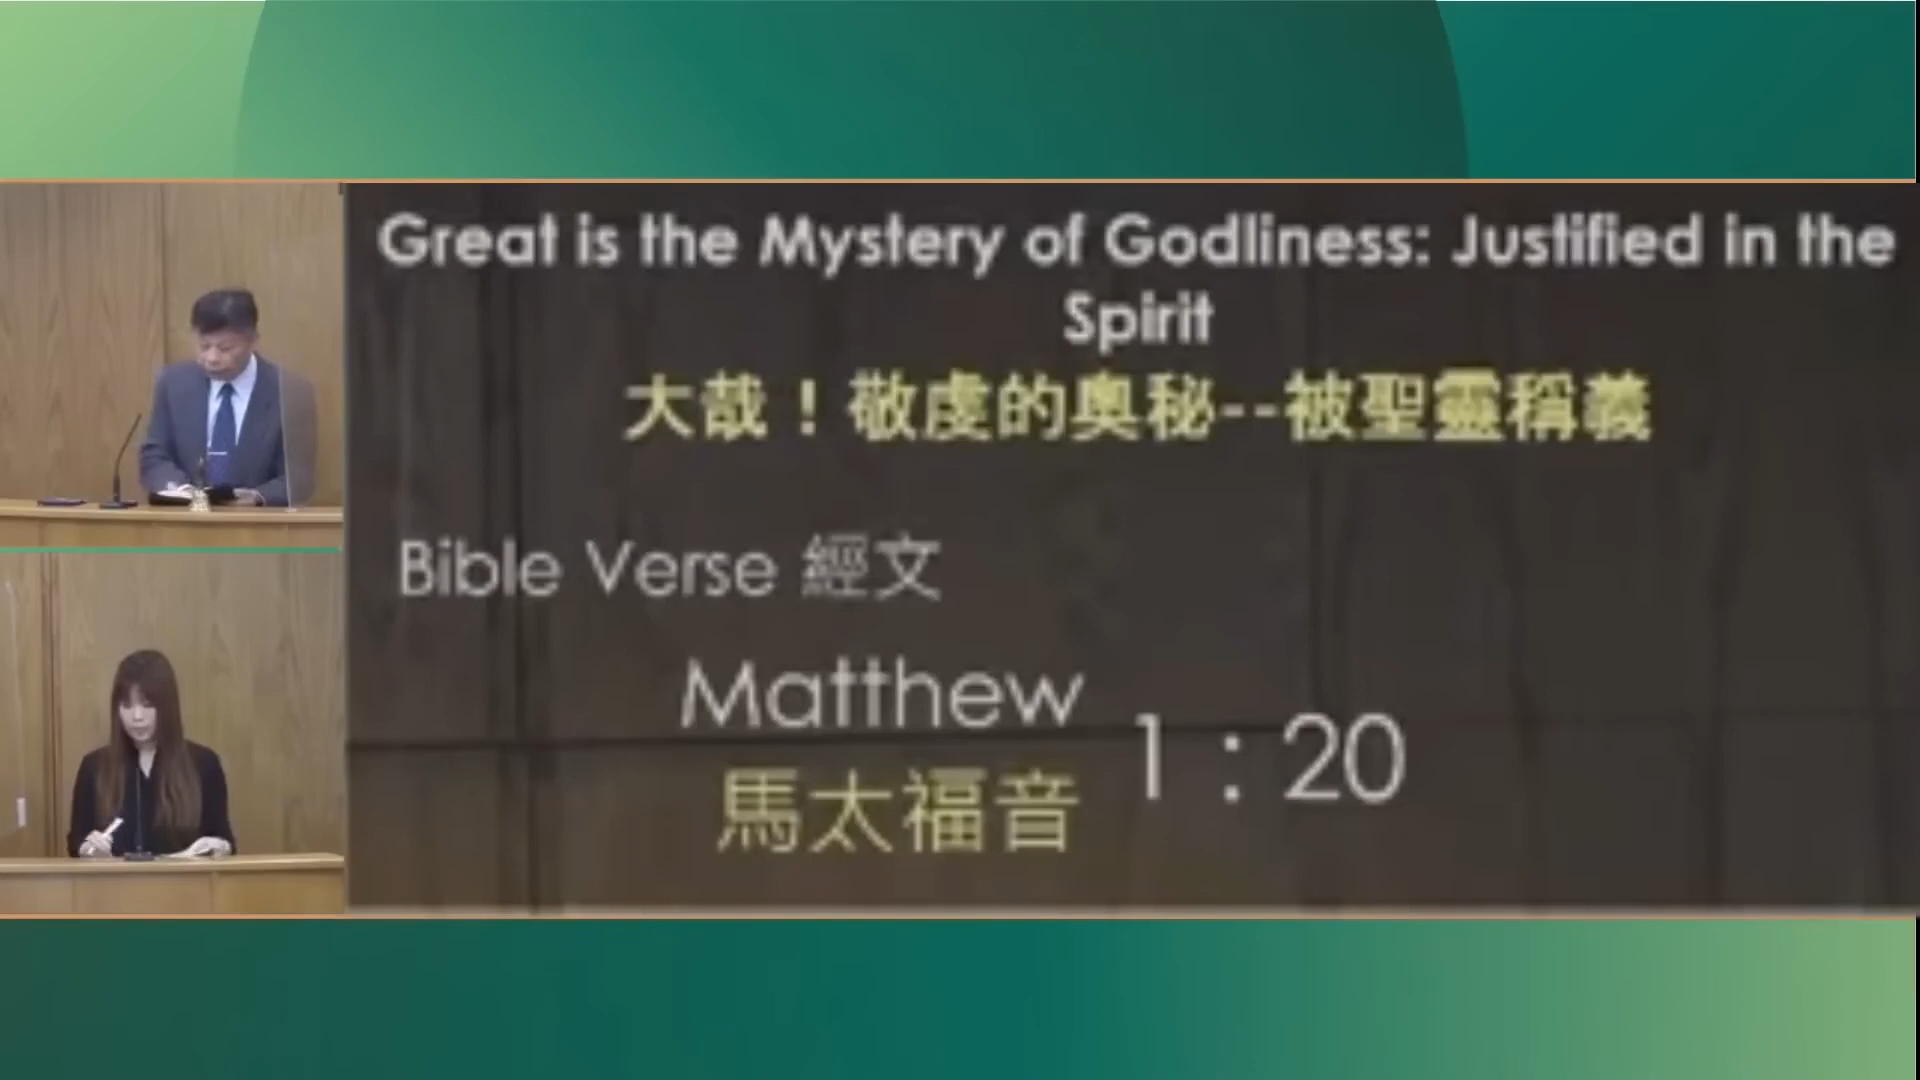 Great is the Mystery of Godliness: Justified in the
Spirit
大哉！敬虔的奧秘--被聖靈稱義
Bible Verse 經文
Matthew
馬太福音
1 : 20